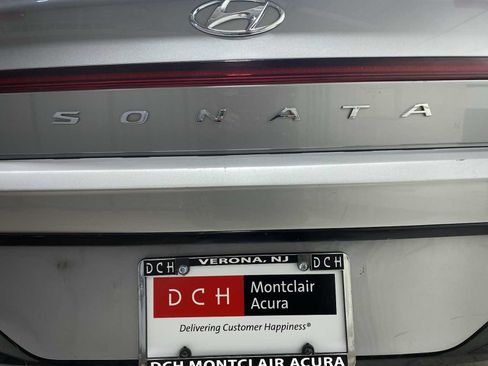 SONATA
VERONA, NJ
DCH DCH
DCH Montclair
Acura
Delivering Customer Happiness®
DCH MONTCLAIR ACURA